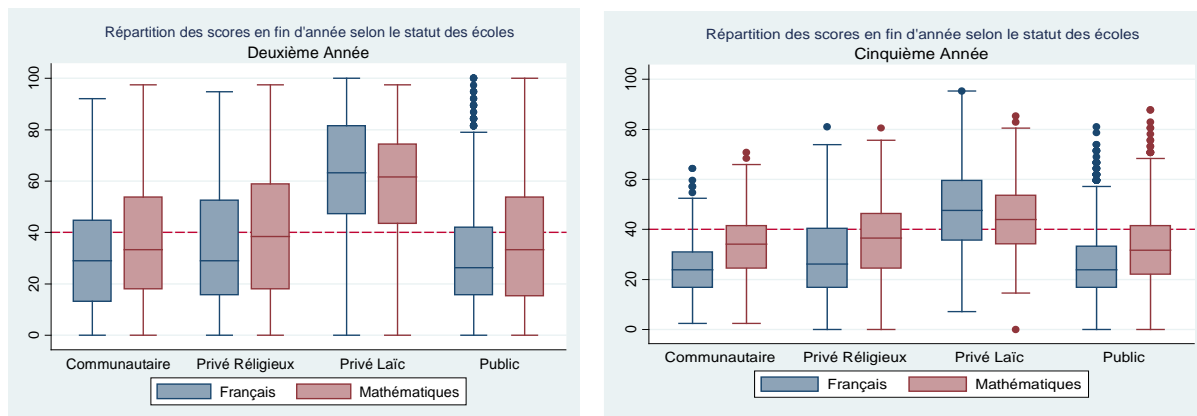 Répartition des scores en fin d'année selon le statut des écoles
Deuxième Année
100
80
60
40
20
0
Communautaire Privé Réligieux Privé Laïc Public
Français Mathématiques
Répartition des scores en fin d'année selon le statut des écoles
Cinquième Année
100
80
60
40
20
0
Communautaire Privé Réligieux Privé Laïc Public
Français Mathématiques